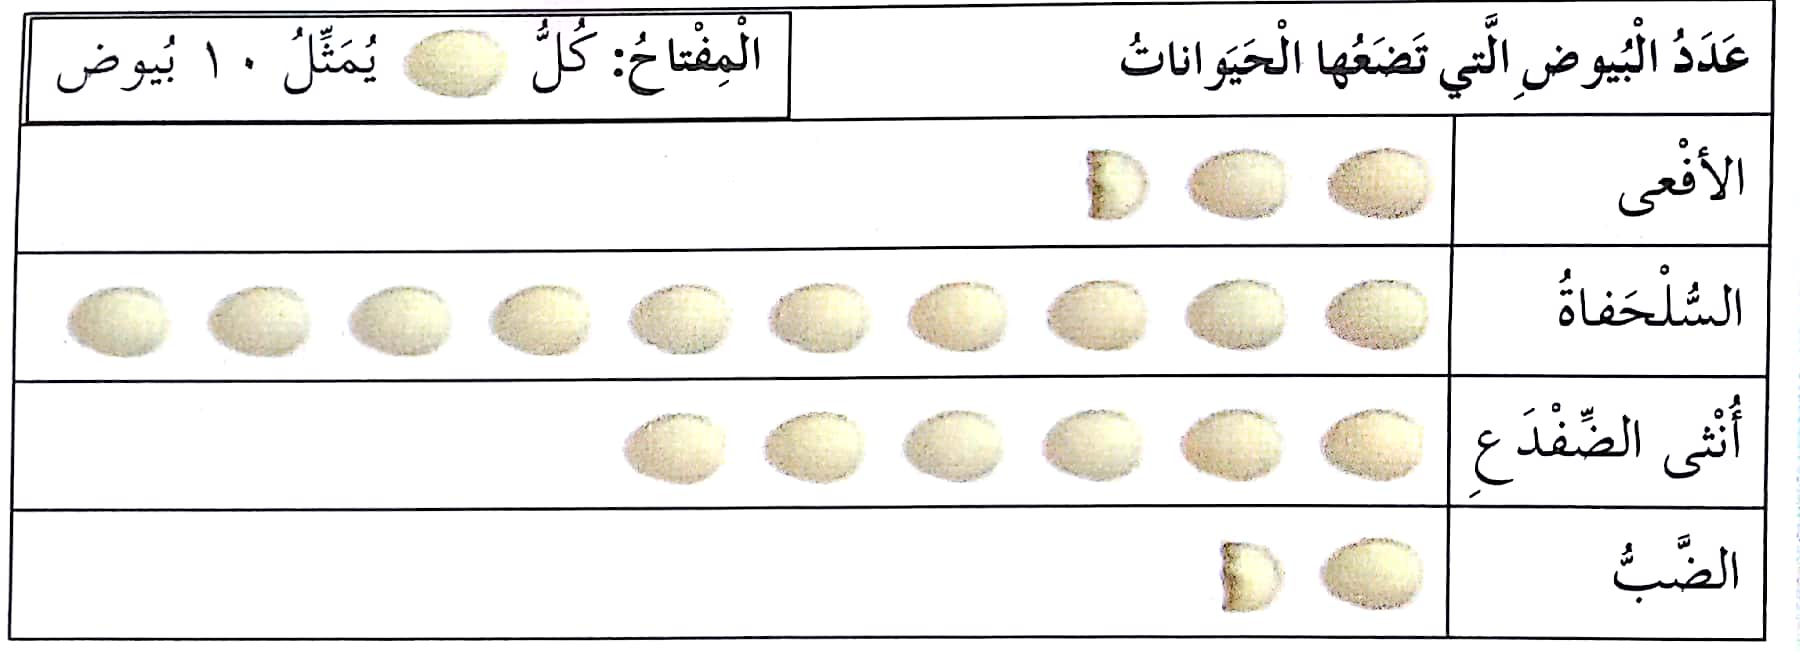 عَدَدُ الْبُيوضِ الَّتي تَضَعُها الْحَيَواناتُ
الْمِفْتاحُ: كُلُّ يُمَثِّلُ ١٠ بُيوض
الأفْعى
السُّلْحَفاةُ
أُنْثى الضِّفْدَعِ
الضَّبُّ